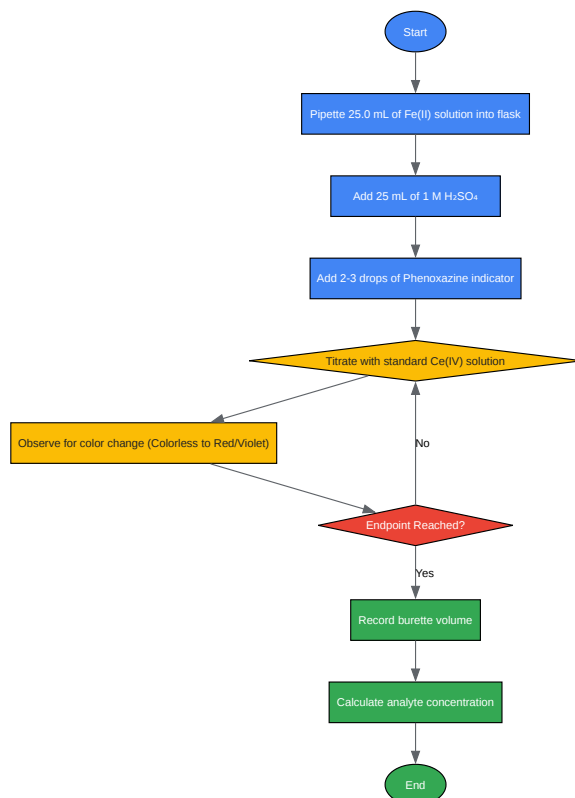 Start
Pipette 25.0 mL of Fe(II) solution into flask
Add 25 mL of 1 M H₂SO₄
Add 2-3 drops of Phenoxazine indicator
Titrate with standard Ce(IV) solution
Observe for color change (Colorless to Red/Violet)
No
Endpoint Reached?
Yes
Record burette volume
Calculate analyte concentration
End